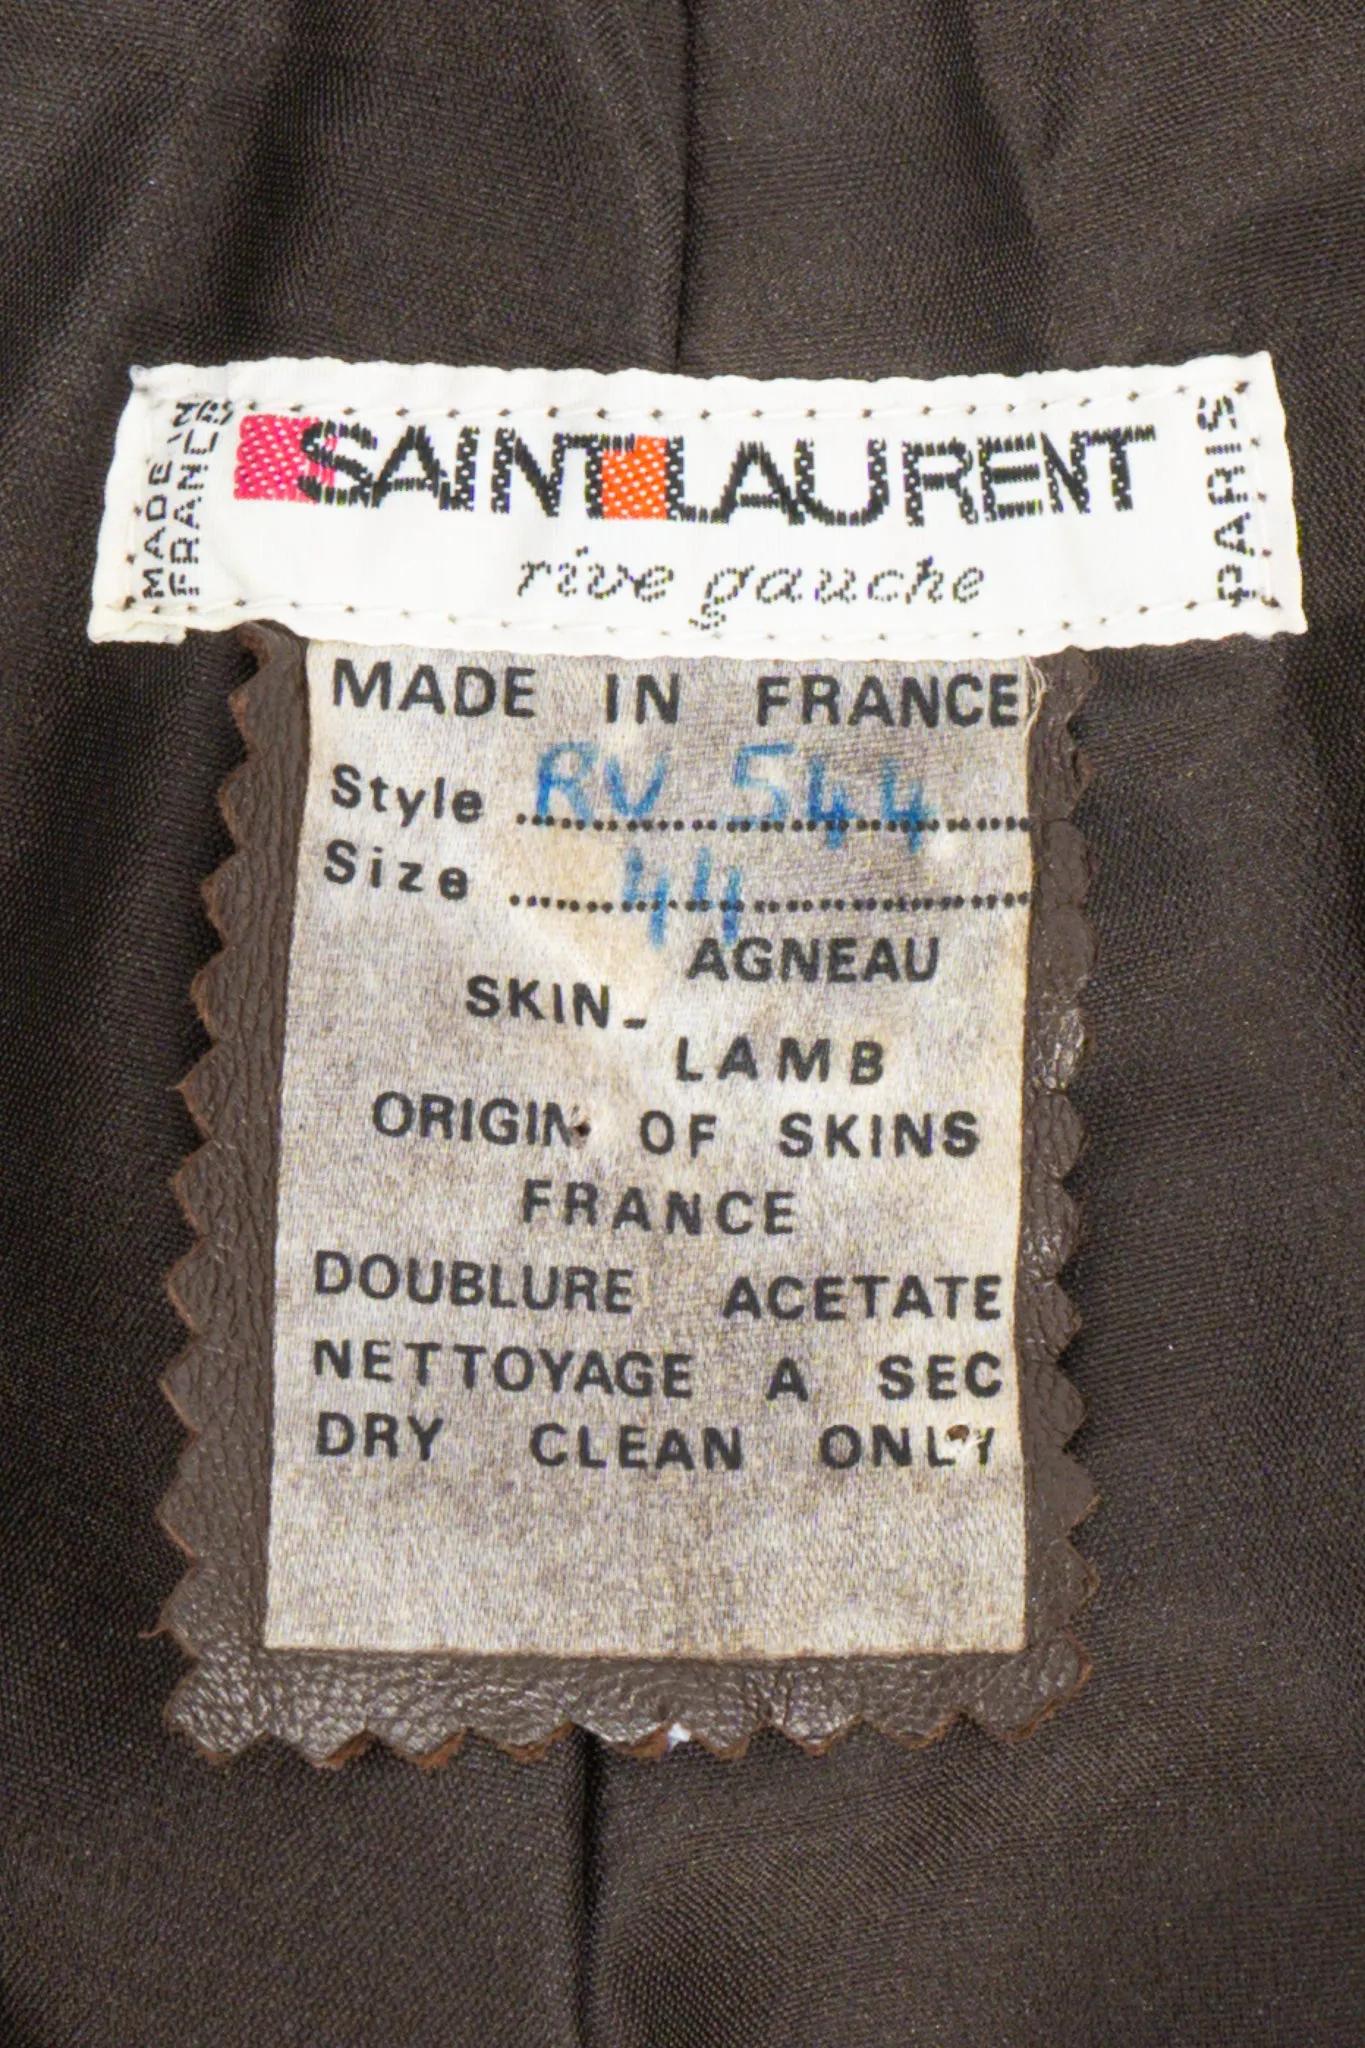 MADE IN
FRANCE
SAINT LAURENT
rive gauche
PARIS
MADE IN FRANCE
Style RV 544
Size 44
AGNEAU
SKIN-
LAMB
ORIGIN OF SKINS
FRANCE
DOUBLURE ACETATE
NETTOYAGE A SEC
DRY CLEAN ONLY